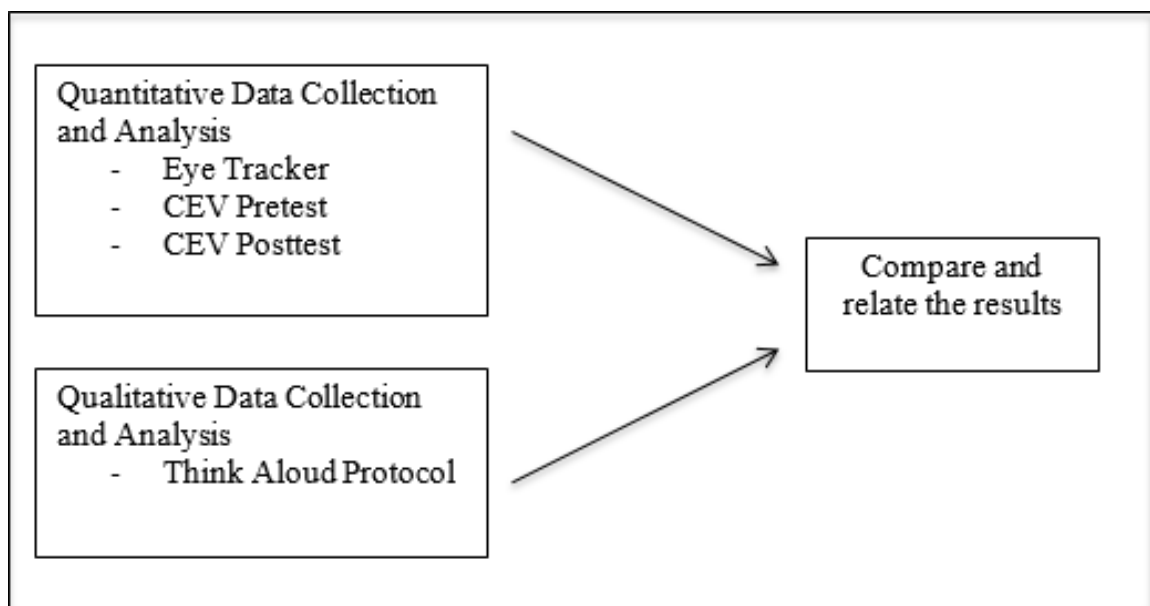 Quantitative Data Collection
and Analysis
- Eye Tracker
- CEV Pretest
- CEV Posttest
Qualitative Data Collection
and Analysis
- Think Aloud Protocol
Compare and
relate the results